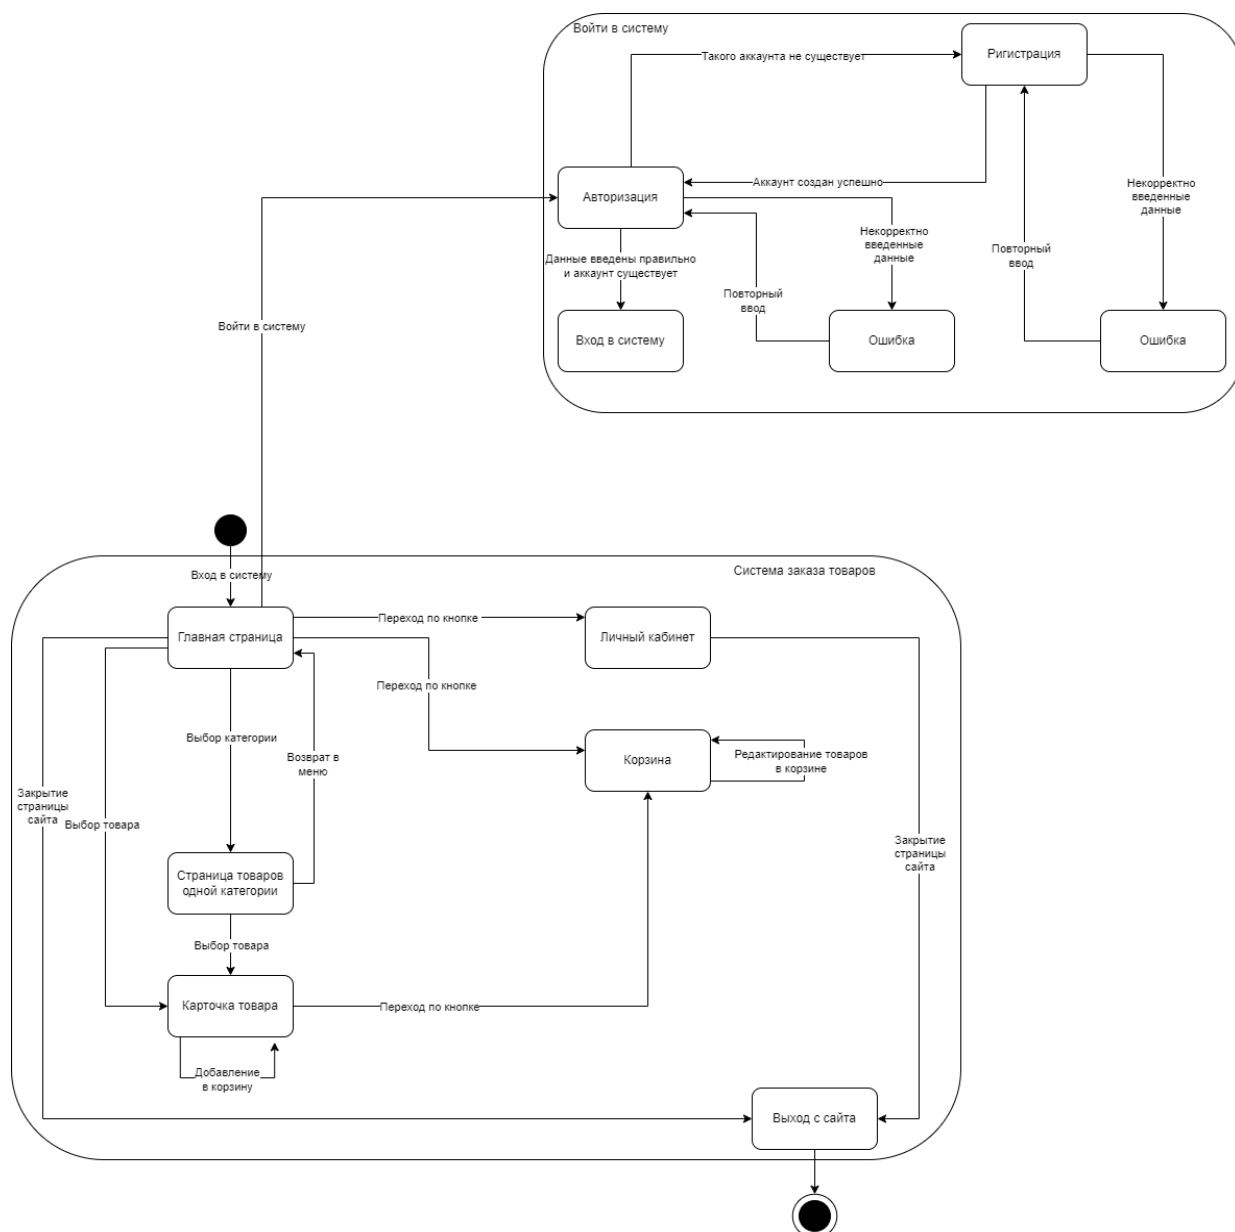 Войти в систему
Такого аккаунта не существует
Ригистрация
Аккаунт создан успешно
Авторизация
Некорректно
введенные
данные
Некорректно
введенные
данные
Повторный
ввод
Данные введены правильно
и аккаунт существует
Повторный
ввод
Войти в систему
Вход в систему
Ошибка
Ошибка
Вход в систему
Система заказа товаров
Главная страница
Переход по кнопке
Личный кабинет
Переход по кнопке
Выбор категории
Возврат в
меню
Корзина
Редактирование товаров
в корзине
Закрытие
страницы
сайта
Выбор товара
Закрытие
страницы
сайта
Страница товаров
одной категории
Выбор товара
Карточка товара
Переход по кнопке
Добавление
в корзину
Выход с сайта